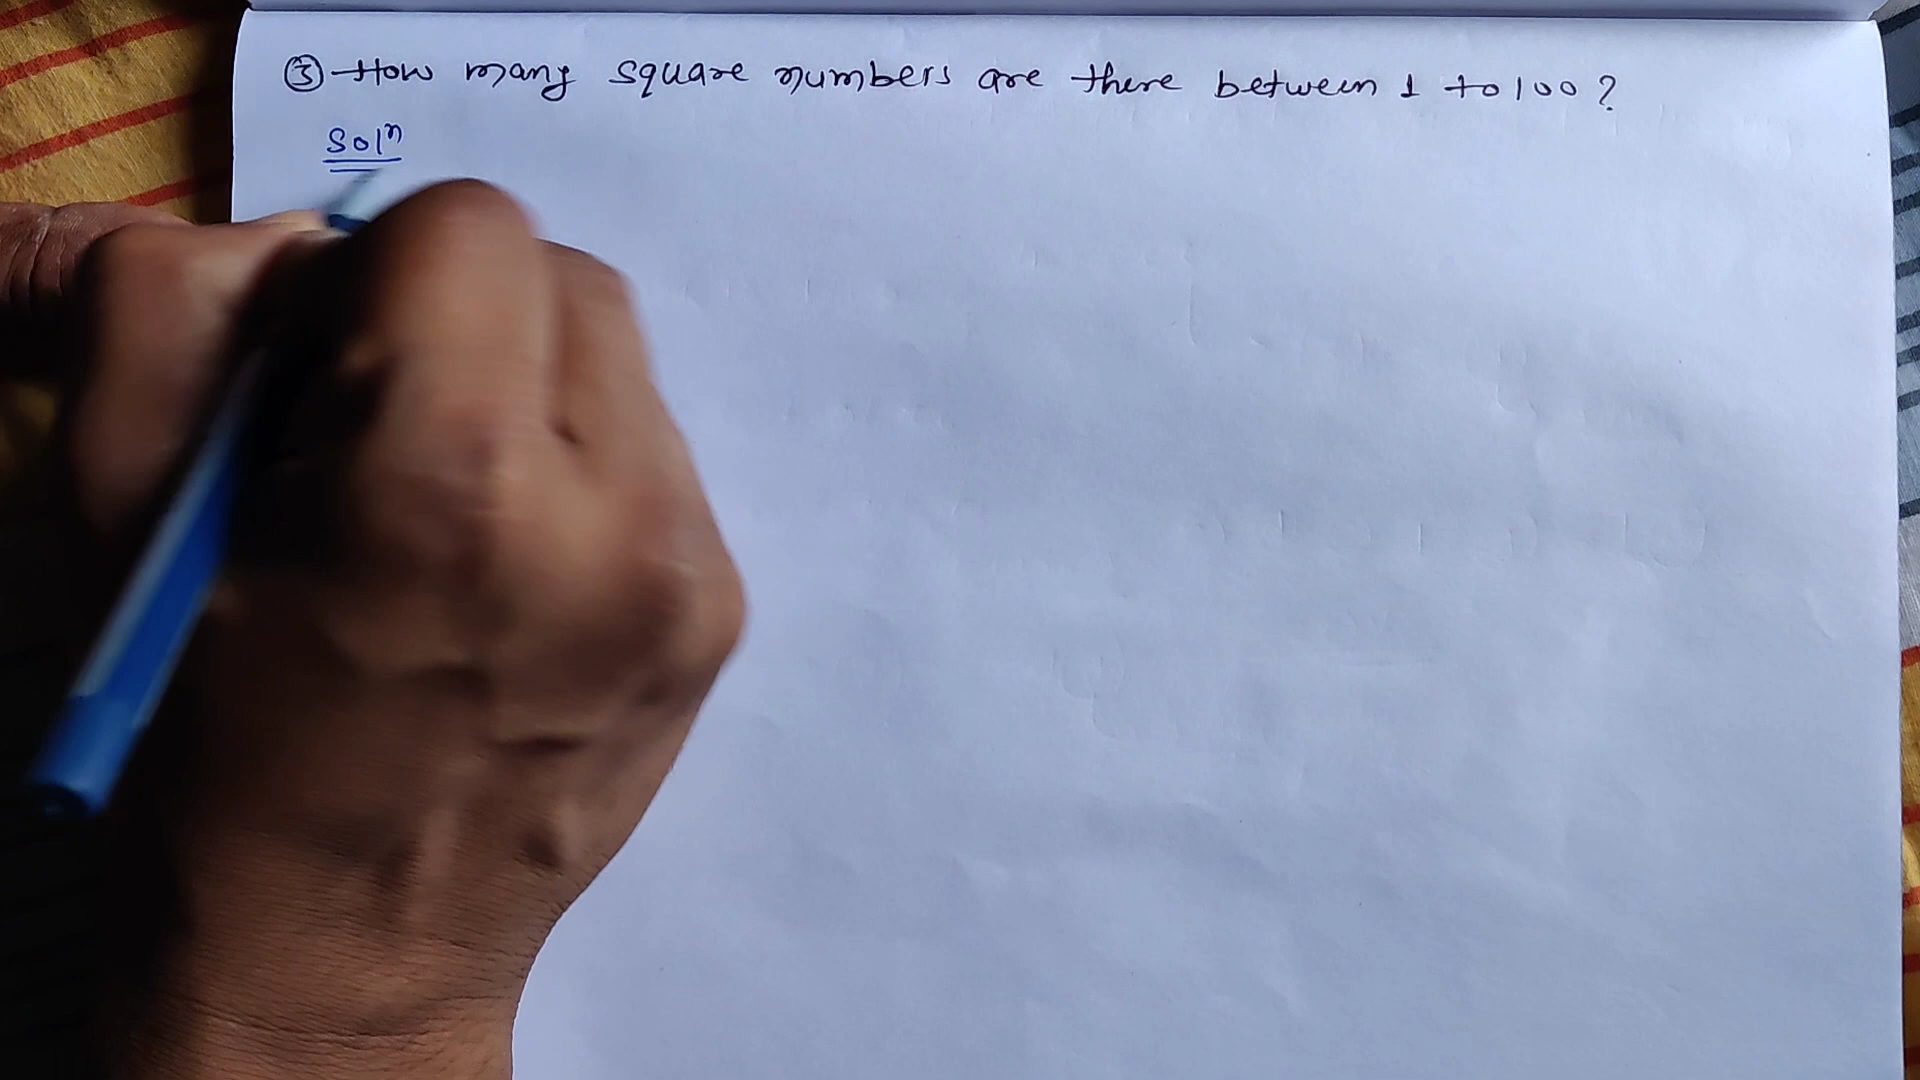 ③ How many square numbers are there between 1 to 100?
Solⁿ